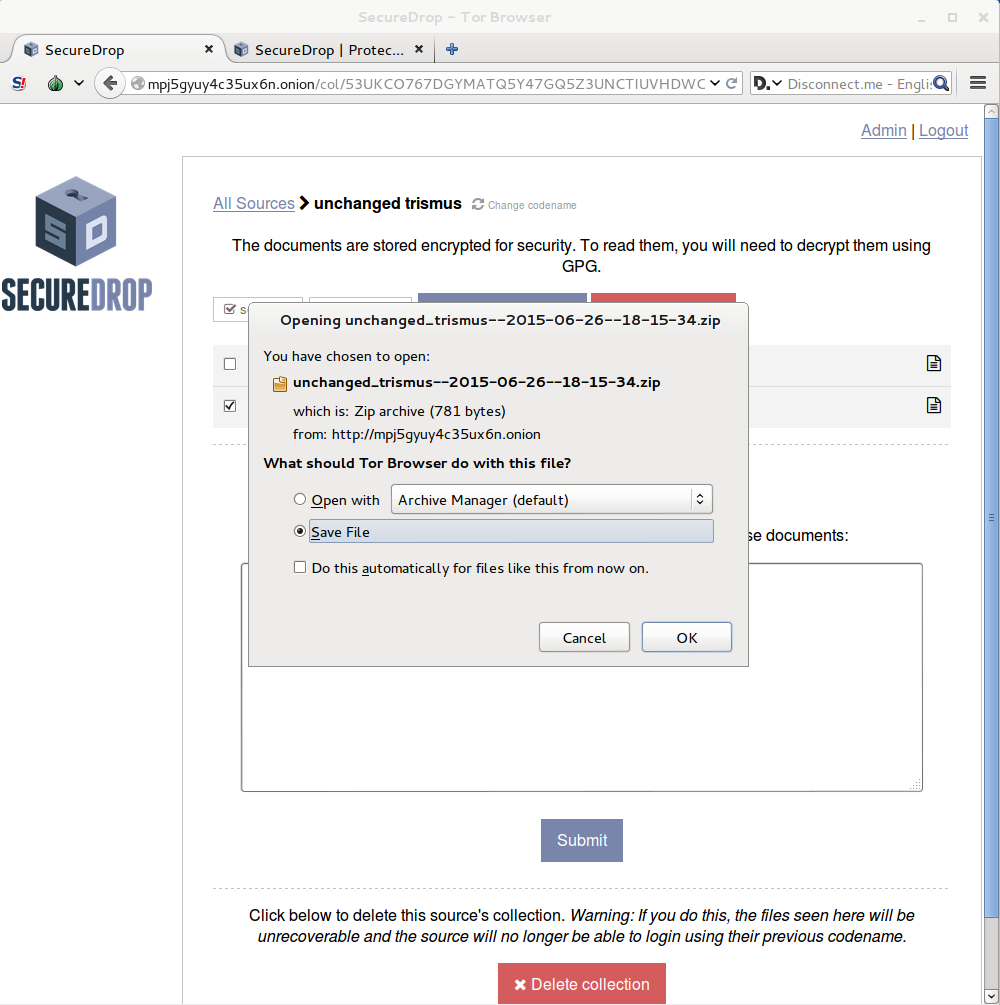 SecureDrop – Tor Browser
SecureDrop
SecureDrop | Protec...
S!
mpj5gyuy4c35ux6n.onion/col/53UKCO767DGYMATQ5Y47GQ5Z3UNCTIUVHDWC
D.
Disconnect.me - Engli
Admin | Logout
SD
SECUREDROP
All Sources unchanged trismus Change codename
The documents are stored encrypted for security. To read them, you will need to decrypt them using
GPG.
Opening unchanged_trismus--2015-06-26--18-15-34.zip
You have chosen to open:
unchanged_trismus--2015-06-26--18-15-34.zip
which is: Zip archive (781 bytes)
from: http://mpj5gyuy4c35ux6n.onion
What should Tor Browser do with this file?
Open with Archive Manager (default)
Save File
Do this automatically for files like this from now on.
Cancel OK
documents:
Submit
Click below to delete this source's collection. Warning: If you do this, the files seen here will be
unrecoverable and the source will no longer be able to login using their previous codename.
Delete collection